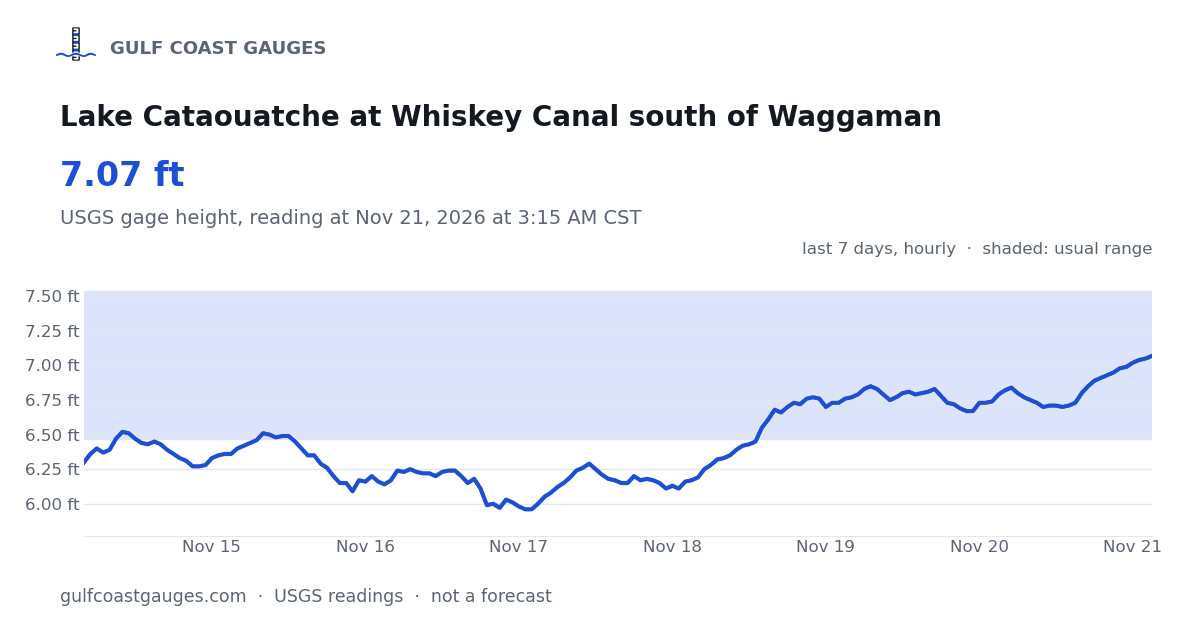 GULF COAST GAUGES
Lake Cataouatche at Whiskey Canal south of Waggaman
7.07 ft
USGS gage height, reading at Nov 21, 2026 at 3:15 AM CST
last 7 days, hourly · shaded: usual range
7.50 ft
7.25 ft
7.00 ft
6.75 ft
6.50 ft
6.25 ft
6.00 ft
Nov 15 Nov 16 Nov 17 Nov 18 Nov 19 Nov 20 Nov 21
gulfcoastgauges.com · USGS readings · not a forecast